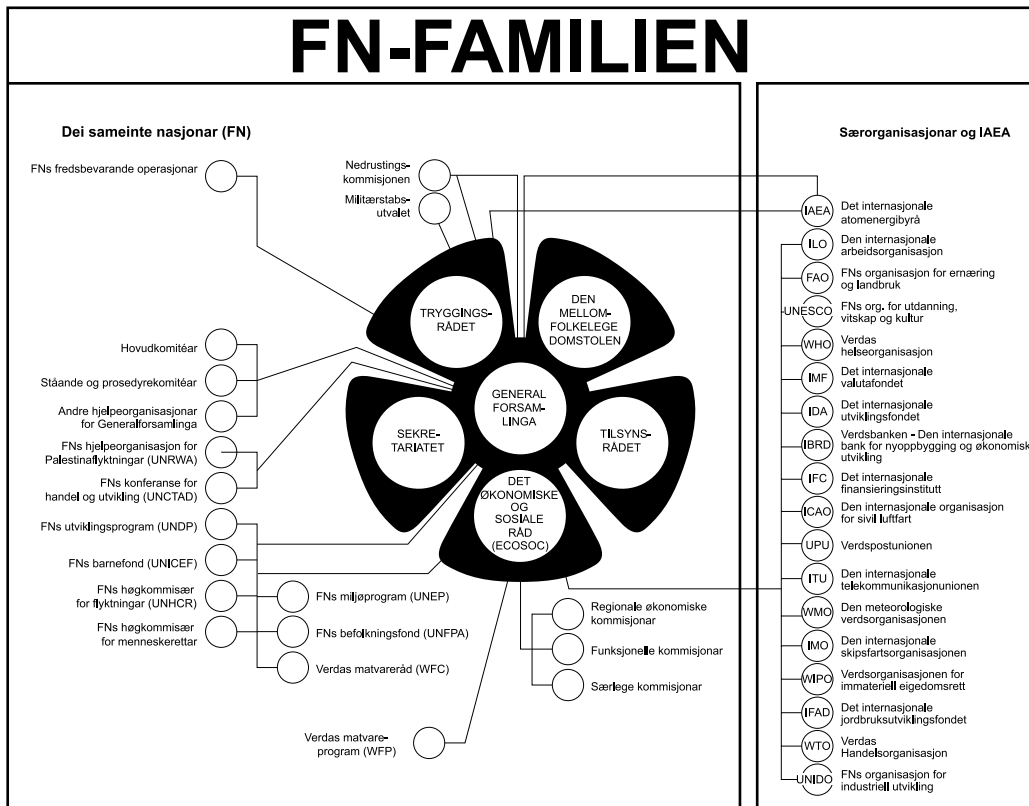 FN-FAMILIEN
Dei sameinte nasjonar (FN)
FNs fredsbevarande operasjonar
Nedrustings-
kommisjonen
Militærstabs-
utvalet
TRYGGINGS-
RÅDET
DEN
MELLOM-
FOLKELEGE
DOMSTOLEN
GENERAL
FORSAM-
LINGA
SEKRE-
TARIATET
TILSYNS-
RÅDET
DET
ØKONOMISKE
OG
SOSIALE
RÅD
(ECOSOC)
Hovudkomitéar
Ståande og prosedyrekomitéar
Andre hjelpeorganisasjonar
for Generalforsamlinga
FNs hjelpeorganisasjon for
Palestinaflyktningar (UNRWA)
FNs konferanse for
handel og utvikling (UNCTAD)
FNs utviklingsprogram (UNDP)
FNs barnefond (UNICEF)
FNs høgkommisær
for flyktningar (UNHCR)
FNs høgkommisær
for menneskerettar
FNs miljøprogram (UNEP)
FNs befolkningsfond (UNFPA)
Verdas matvareråd (WFC)
Verdas matvare-
program (WFP)
Regionale økonomiske
kommisjonar
Funksjonelle kommisjonar
Særlege kommisjonar
Særorganisasjonar og IAEA
IAEA Det internasjonale
atomenergibyrå
ILO Den internasjonale
arbeidsorganisasjon
FAO FNs organisasjon for ernæring
og landbruk
UNESCO FNs org. for utdanning,
vitskap og kultur
WHO Verdas
helseorganisasjon
IMF Det internasjonale
valutafondet
IDA Det internasjonale
utviklingsfondet
IBRD Verdsbanken - Den internasjonale
bank for nyoppbygging og økonomisk
utvikling
IFC Det internasjonale
finansieringsinstitutt
ICAO Den internasjonale organisasjon
for sivil luftfart
UPU Verdspostunionen
ITU Den internasjonale
telekommunikasjonunionen
WMO Den meteorologiske
verdsorganisasjonen
IMO Den internasjonale
skipsfartsorganisasjonen
WIPO Verdsorganisasjonen for
immateriell eigedomsrett
IFAD Det internasjonale
jordbruksutviklingsfondet
WTO Verdas
Handelsorganisasjon
UNIDO FNs organisasjon for
industriell utvikling